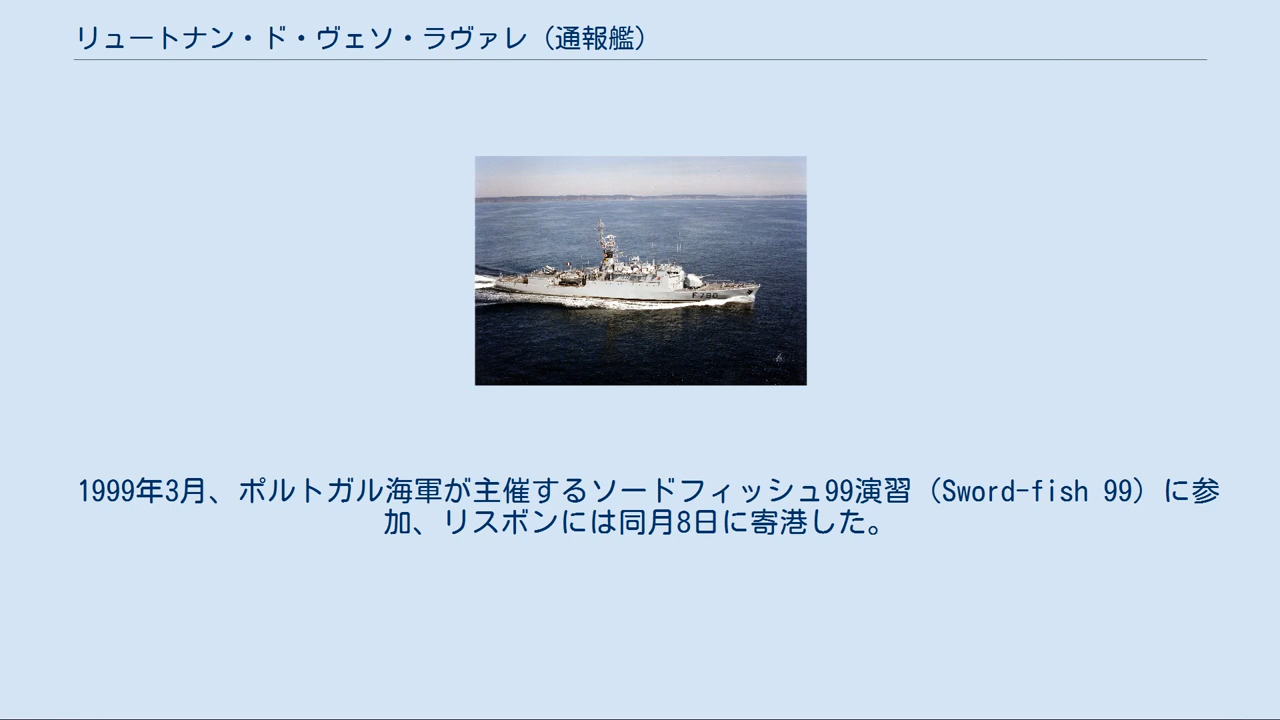 リュートナン・ド・ヴェソ・ラヴァレ（通報艦）
F790
1999年3月、ポルトガル海軍が主催するソードフィッシュ99演習（Sword-fish 99）に参
加、リスボンには同月8日に寄港した。